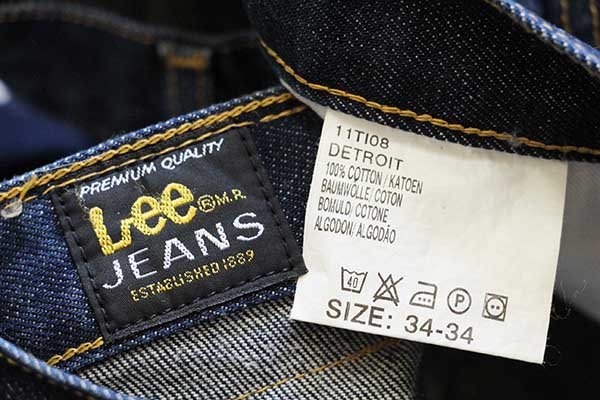 PREMIUM QUALITY
Lee ® M.R.
JEANS
ESTABLISHED 1889
11TI08
DETROIT
100% COTTON / KATOEN
BAUMWOLLE/ COTON
BOMULD/ COTONE
ALGODON/ ALGODÃO
40 P
SIZE: 34-34